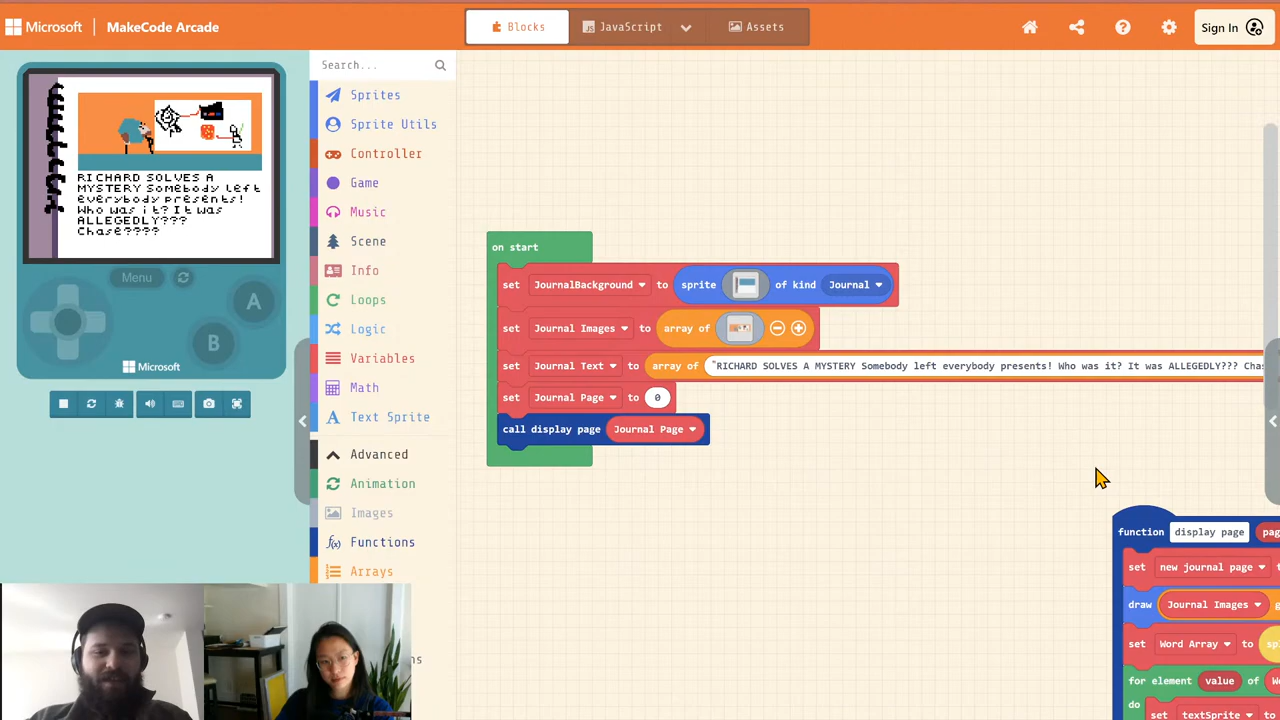 Microsoft
MakeCode Arcade
Blocks
JavaScript
Assets
Sign In
RICHARD SOLVES A
MYSTERY Somebody left
everybody presents!
Who was it? It was
ALLEGEDLY???
Chase????
Menu
A
B
Microsoft
Search...
Sprites
Sprite Utils
Controller
Game
Music
Scene
Info
Loops
Logic
Variables
Math
Text Sprite
Advanced
Animation
Images
Functions
Arrays
on start
set JournalBackground to sprite of kind Journal
set Journal Images to array of
set Journal Text to array of "RICHARD SOLVES A MYSTERY Somebody left everybody presents! Who was it? It was ALLEGEDLY??? Chas
set Journal Page to 0
call display page Journal Page
function display page pag
set new journal page t
draw Journal Images g
set Word Array to spl
for element value of W
do set textSprite to